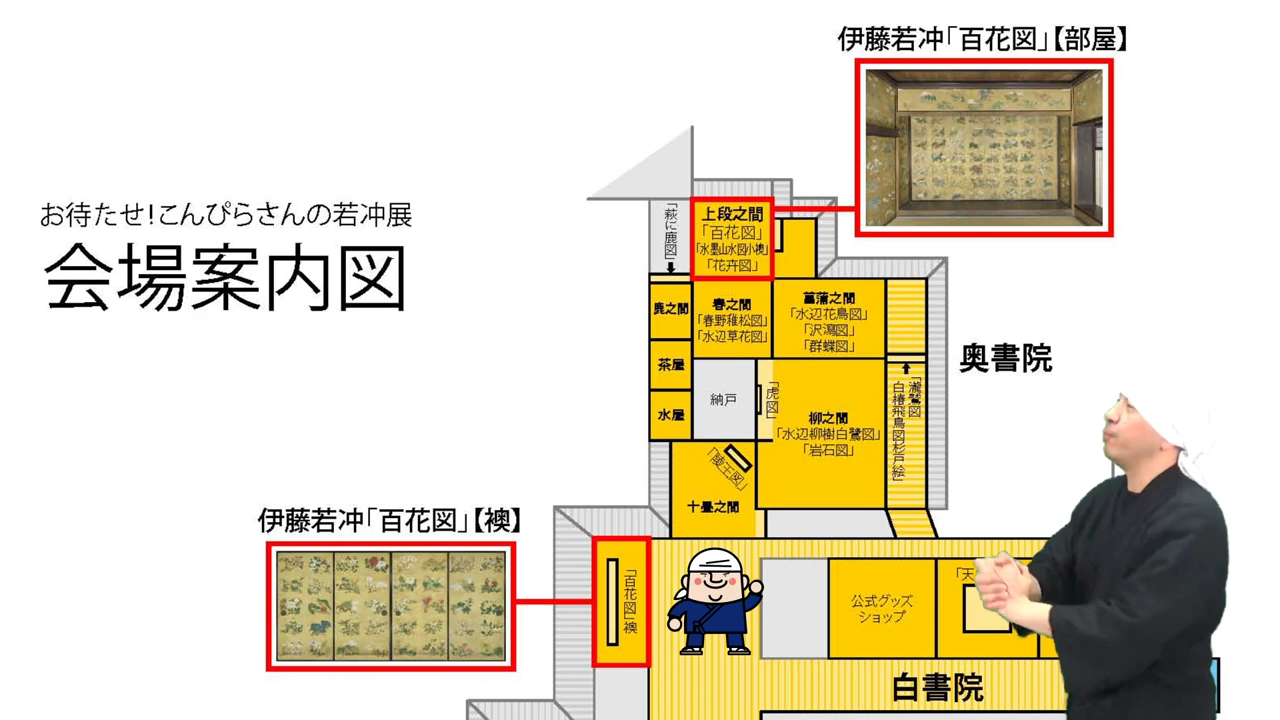 伊藤若冲「百花図」【部屋】
お待たせ!こんぴらさんの若冲展
会場案内図
「萩に鹿図」
上段之間
「百花図」
「水墨山水図小襖」
「花卉図」
鹿之間
春之間
「春野稚松図」
「水辺草花図」
菖蒲之間
「水辺花鳥図」
「沢瀉図」
「群蝶図」
奥書院
茶屋
納戸
「虎図」
水屋
柳之間
「水辺柳樹白鷺図」
「岩石図」
「瀧鷲図
白椿飛鳥図杉戸絵」
「陵王図」
十畳之間
伊藤若冲「百花図」【襖】
「百花図」襖
公式グッズ
ショップ
「天
白書院